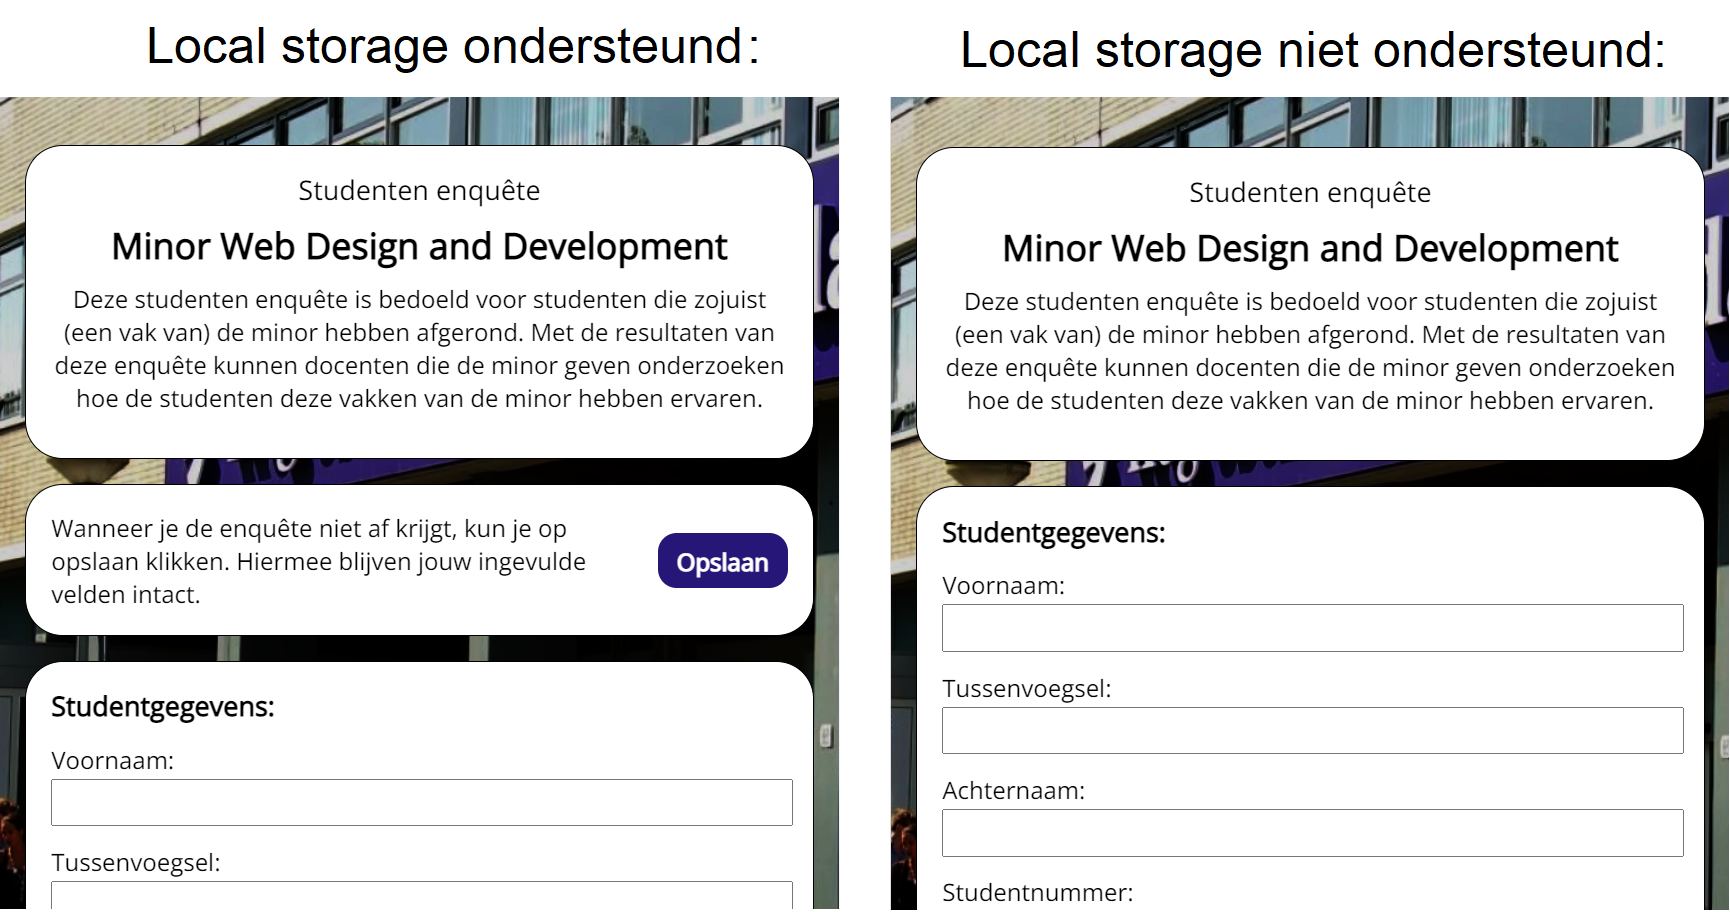 Local storage ondersteund:
Studenten enquête
Minor Web Design and Development
Deze studenten enquête is bedoeld voor studenten die zojuist
(een vak van) de minor hebben afgerond. Met de resultaten van
deze enquête kunnen docenten die de minor geven onderzoeken
hoe de studenten deze vakken van de minor hebben ervaren.
Wanneer je de enquête niet af krijgt, kun je op
opslaan klikken. Hiermee blijven jouw ingevulde
velden intact.
Opslaan
Studentgegevens:
Voornaam:
Tussenvoegsel:
Local storage niet ondersteund:
Studenten enquête
Minor Web Design and Development
Deze studenten enquête is bedoeld voor studenten die zojuist
(een vak van) de minor hebben afgerond. Met de resultaten van
deze enquête kunnen docenten die de minor geven onderzoeken
hoe de studenten deze vakken van de minor hebben ervaren.
Studentgegevens:
Voornaam:
Tussenvoegsel:
Achternaam:
Studentnummer: